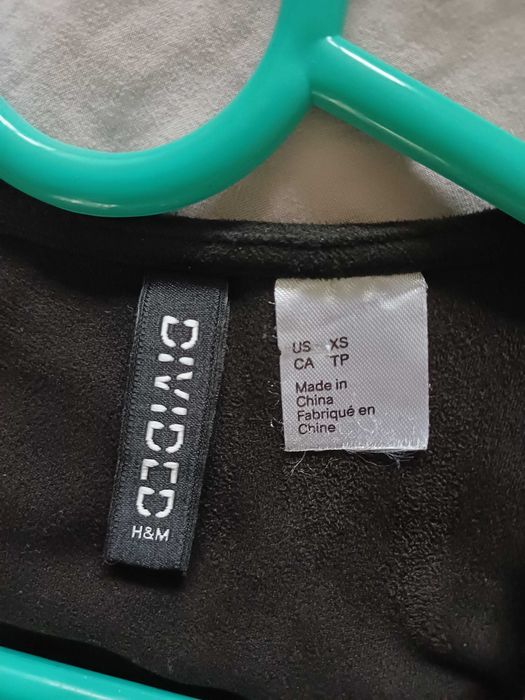 DIVIDED
H&M
US XS
CA TP
Made in
China
Fabriqué en
Chine